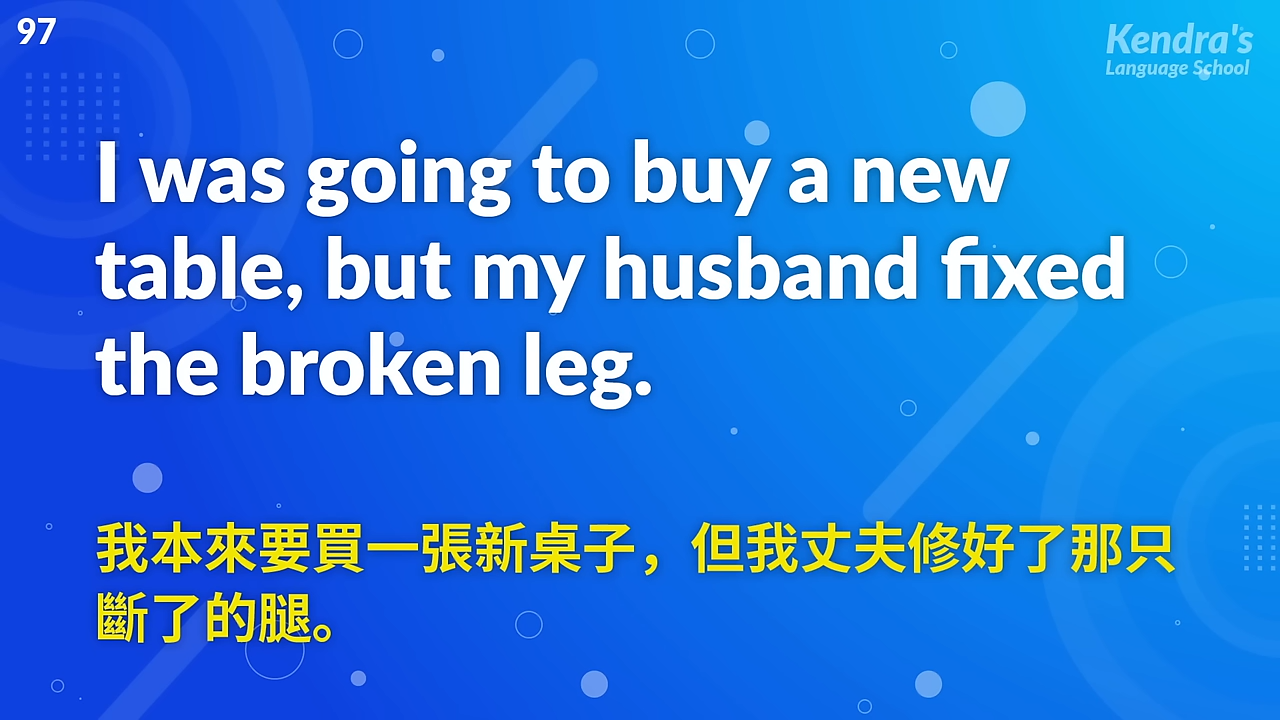 97
Kendra's
Language School
I was going to buy a new
table, but my husband fixed
the broken leg.
我本來要買一張新桌子，但我丈夫修好了那只
斷了的腿。